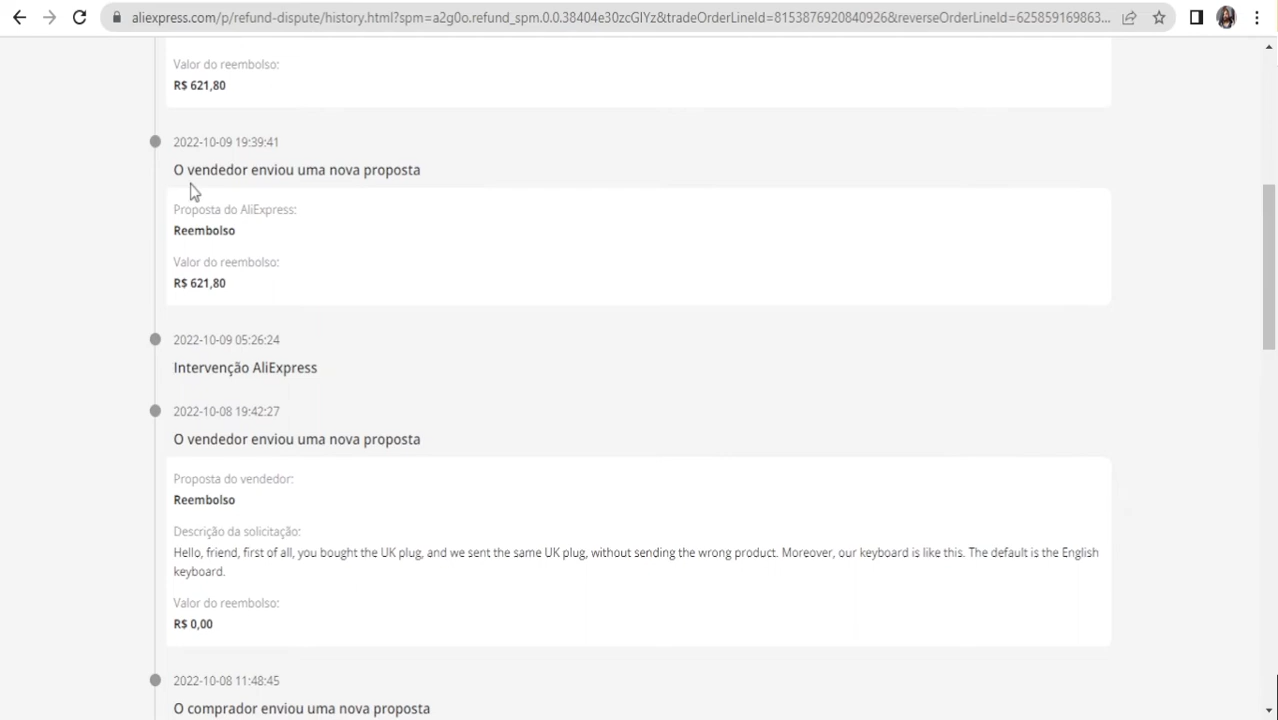 aliexpress.com/p/refund-dispute/history.html?spm=a2g0o.refund_spm.0.0.38404e30zcGlYz&tradeOrderLineId=8153876920840926&reverseOrderLineId=625859169863...
Valor do reembolso:
R$ 621,80
2022-10-09 19:39:41
O vendedor enviou uma nova proposta
Proposta do AliExpress:
Reembolso
Valor do reembolso:
R$ 621,80
2022-10-09 05:26:24
Intervenção AliExpress
2022-10-08 19:42:27
O vendedor enviou uma nova proposta
Proposta do vendedor:
Reembolso
Descrição da solicitação:
Hello, friend, first of all, you bought the UK plug, and we sent the same UK plug, without sending the wrong product. Moreover, our keyboard is like this. The default is the English
keyboard.
Valor do reembolso:
R$ 0,00
2022-10-08 11:48:45
O comprador enviou uma nova proposta